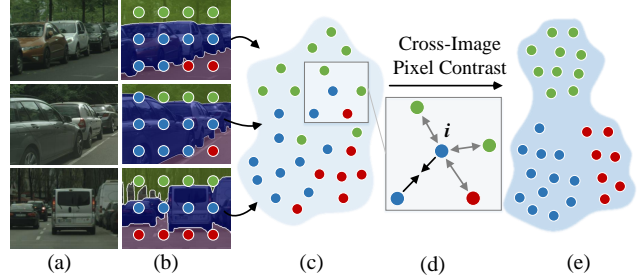 Cross-Image
Pixel Contrast
i
(a)
(b)
(c)
(d)
(e)